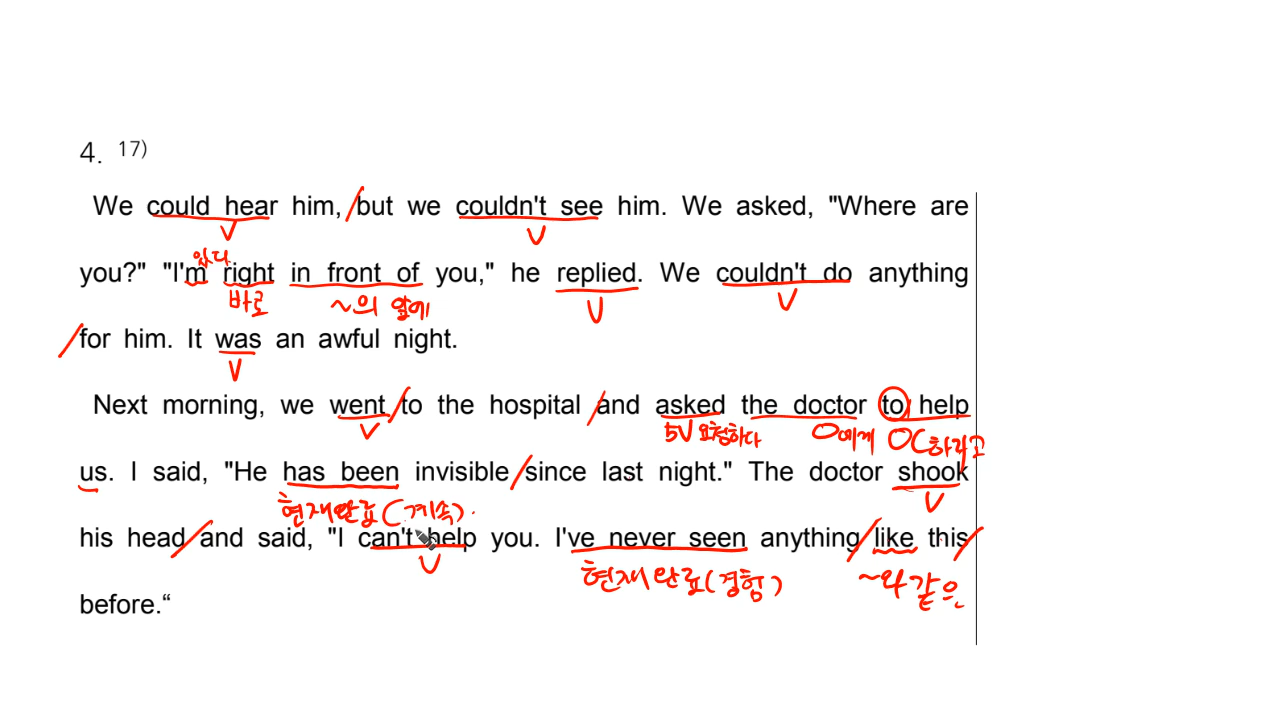 4. 17)
We could hear him, but we couldn't see him. We asked, "Where are
V V
있다
you?" "I'm right in front of you," he replied. We couldn't do anything
바로 ~의 앞에 V V
for him. It was an awful night.
V
Next morning, we went to the hospital and asked the doctor to help
V 5V 요청하다 O에게 OC하라고
us. I said, "He has been invisible since last night." The doctor shook
현재완료(계속). V
his head and said, "I can't help you. I've never seen anything like this
V 현재완료(경험) ~와 같은
before.“